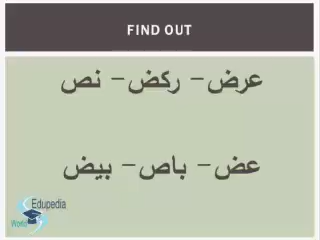 FIND OUT
عرض - ركض - نص
عض - باص - بيض
Edupedia
World